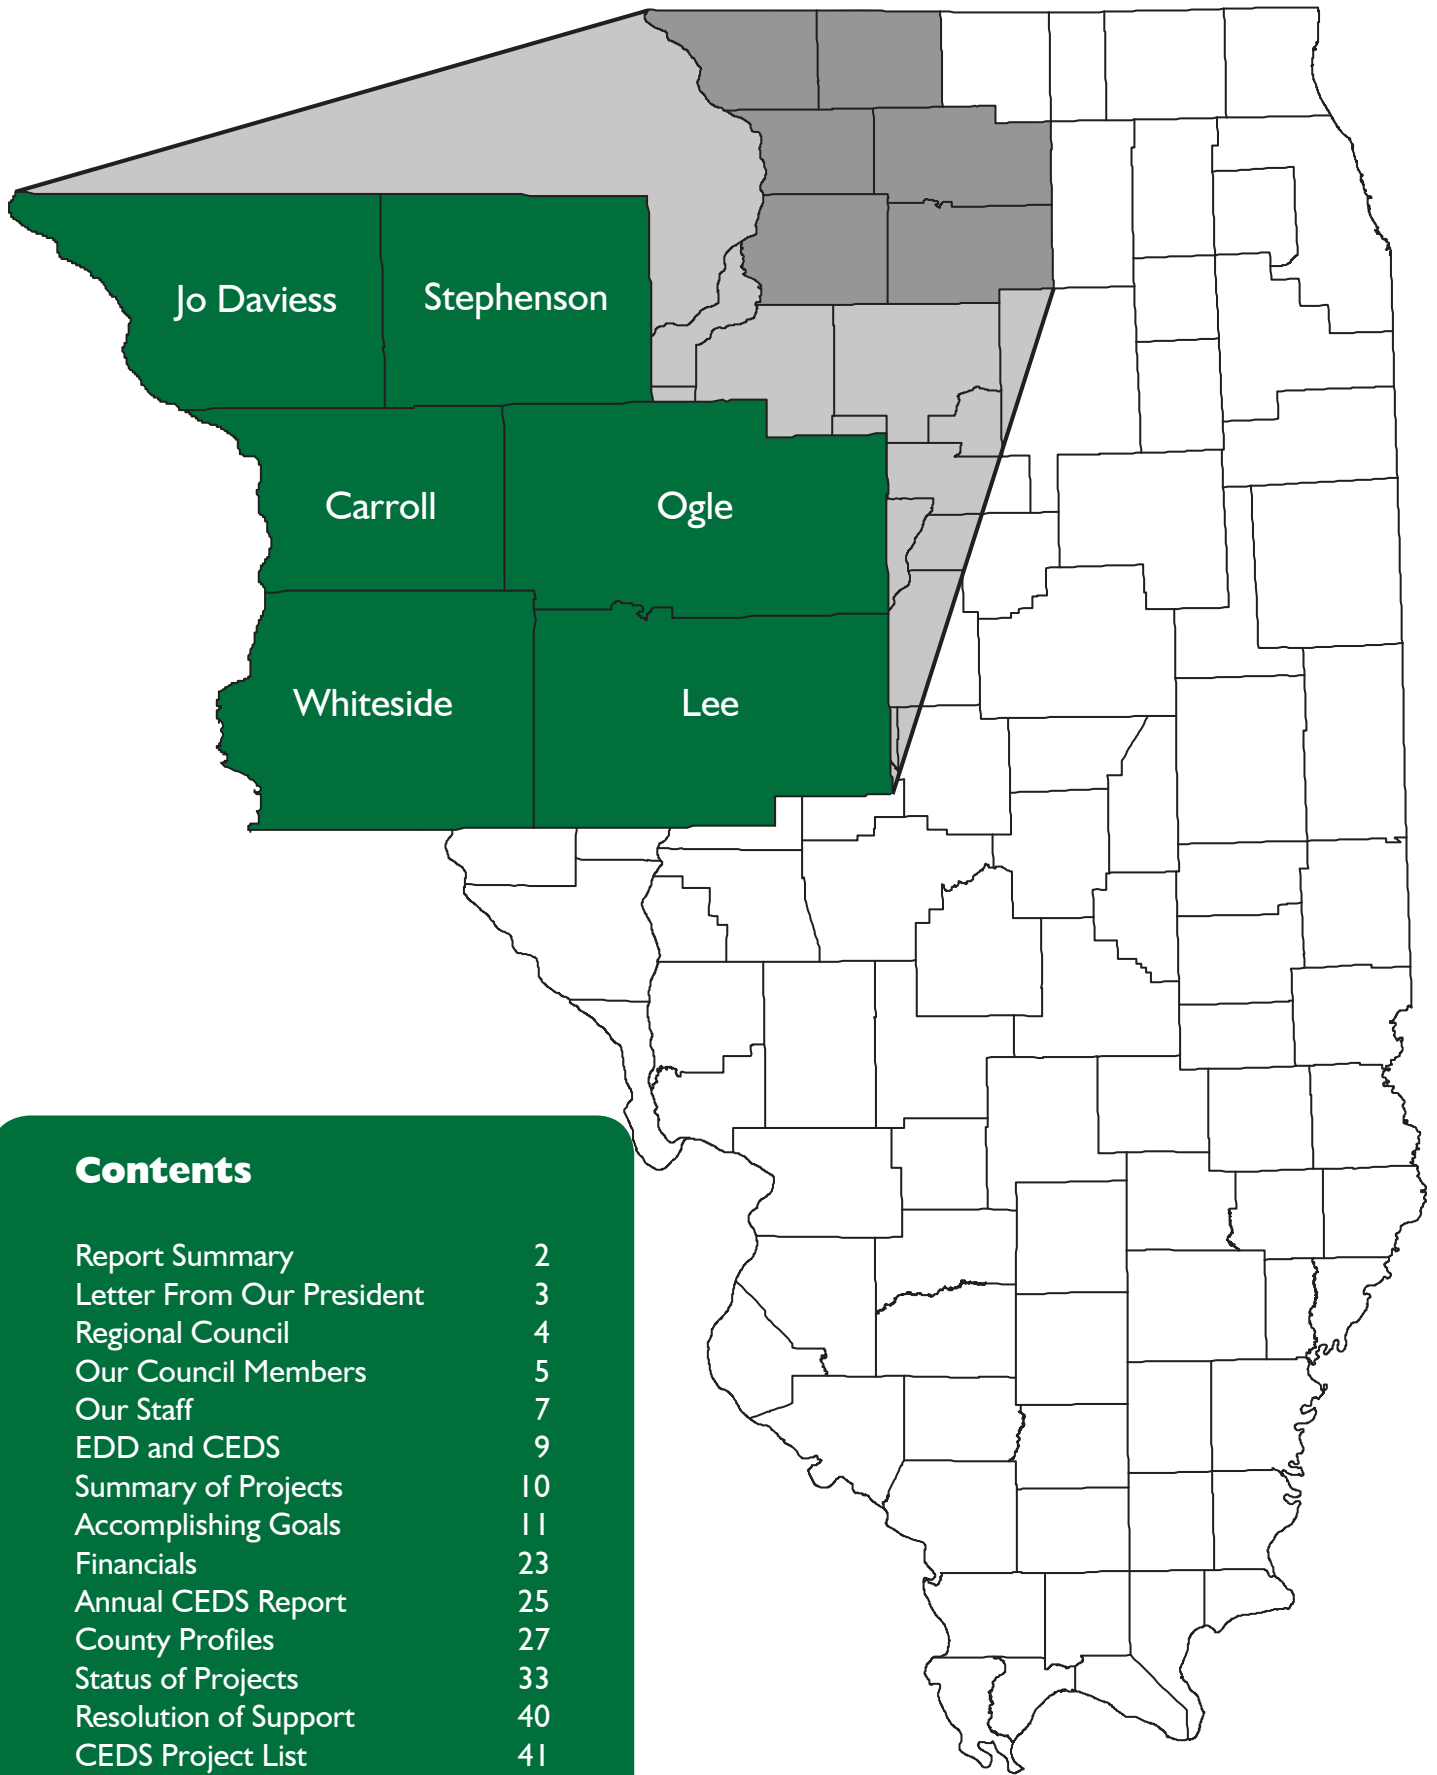 Jo Daviess
Stephenson
Carroll
Ogle
Whiteside
Lee
Contents
Report Summary 2
Letter From Our President 3
Regional Council 4
Our Council Members 5
Our Staff 7
EDD and CEDS 9
Summary of Projects 10
Accomplishing Goals 11
Financials 23
Annual CEDS Report 25
County Profiles 27
Status of Projects 33
Resolution of Support 40
CEDS Project List 41